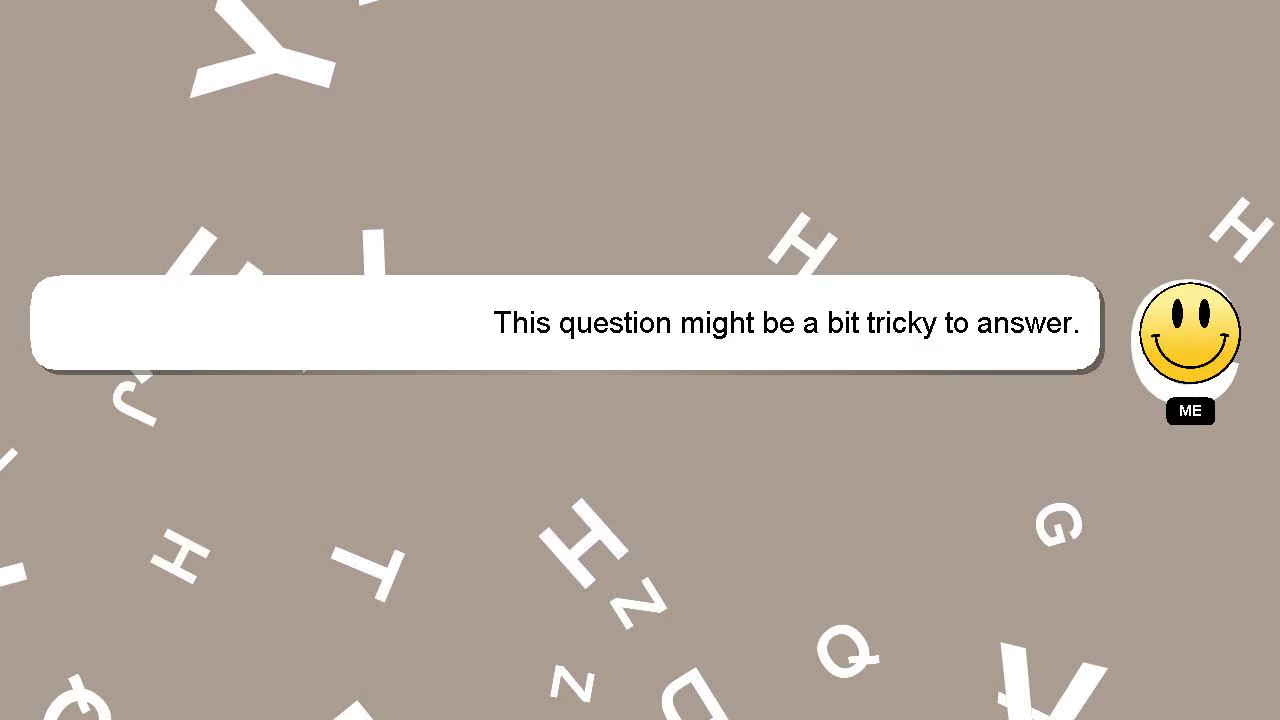 Y
H
H
This question might be a bit tricky to answer.
ME
J
G
H
T
H
Z
Q
Z
D
Q